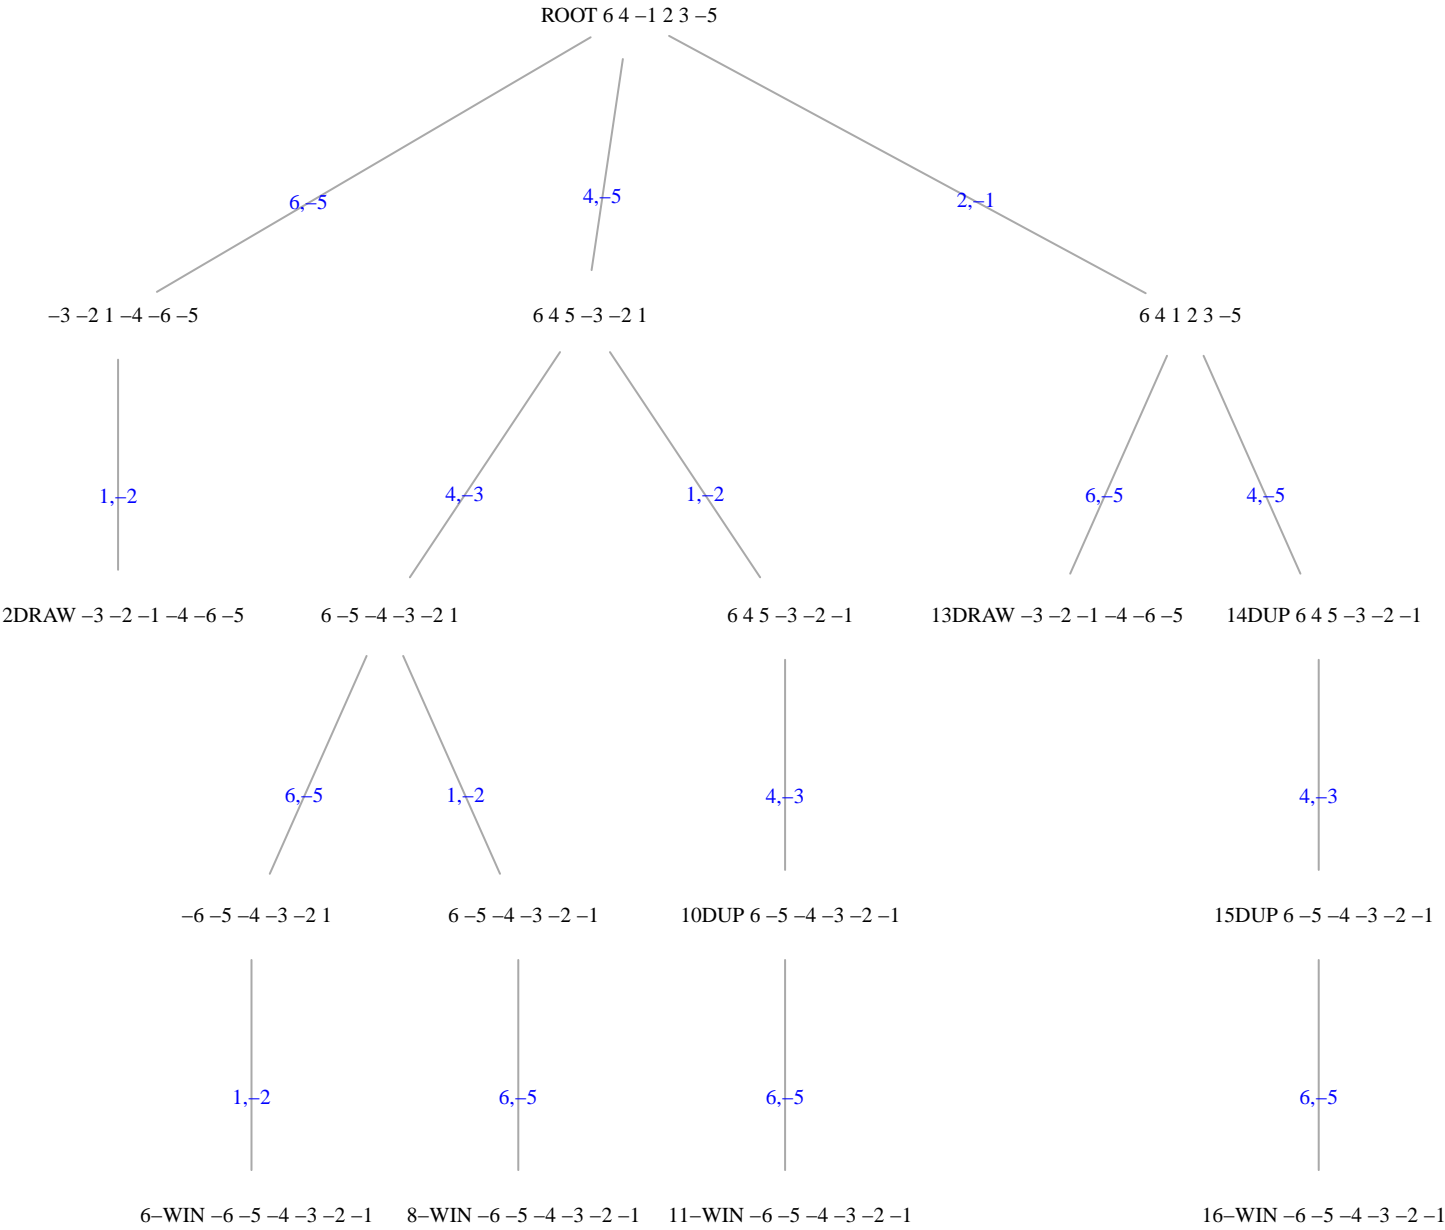 ROOT 6 4 –1 2 3 –5
6,–5
4,–5
2,–1
–3 –2 1 –4 –6 –5
6 4 5 –3 –2 1
6 4 1 2 3 –5
1,–2
4,–3
1,–2
6,–5
4,–5
2DRAW –3 –2 –1 –4 –6 –5
6 –5 –4 –3 –2 1
6 4 5 –3 –2 –1
13DRAW –3 –2 –1 –4 –6 –5
14DUP 6 4 5 –3 –2 –1
6,–5
1,–2
4,–3
4,–3
–6 –5 –4 –3 –2 1
6 –5 –4 –3 –2 –1
10DUP 6 –5 –4 –3 –2 –1
15DUP 6 –5 –4 –3 –2 –1
1,–2
6,–5
6,–5
6,–5
6–WIN –6 –5 –4 –3 –2 –1
8–WIN –6 –5 –4 –3 –2 –1
11–WIN –6 –5 –4 –3 –2 –1
16–WIN –6 –5 –4 –3 –2 –1